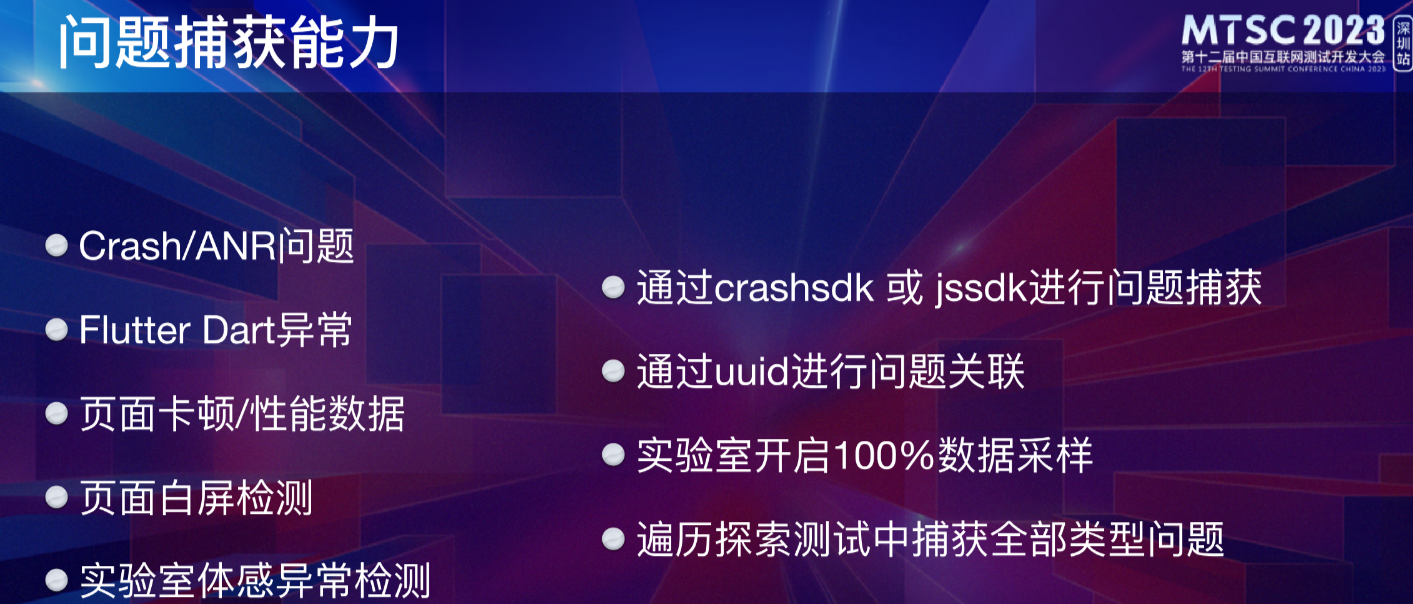 问题捕获能力
MTSC 2023
深圳站
第十二届中国互联网测试开发大会
THE 12TH TESTING SUMMIT CONFERENCE CHINA 2023
Crash/ANR问题
Flutter Dart异常
页面卡顿/性能数据
页面白屏检测
实验室体感异常检测
通过crashsdk 或 jssdk进行问题捕获
通过uuid进行问题关联
实验室开启100%数据采样
遍历探索测试中捕获全部类型问题